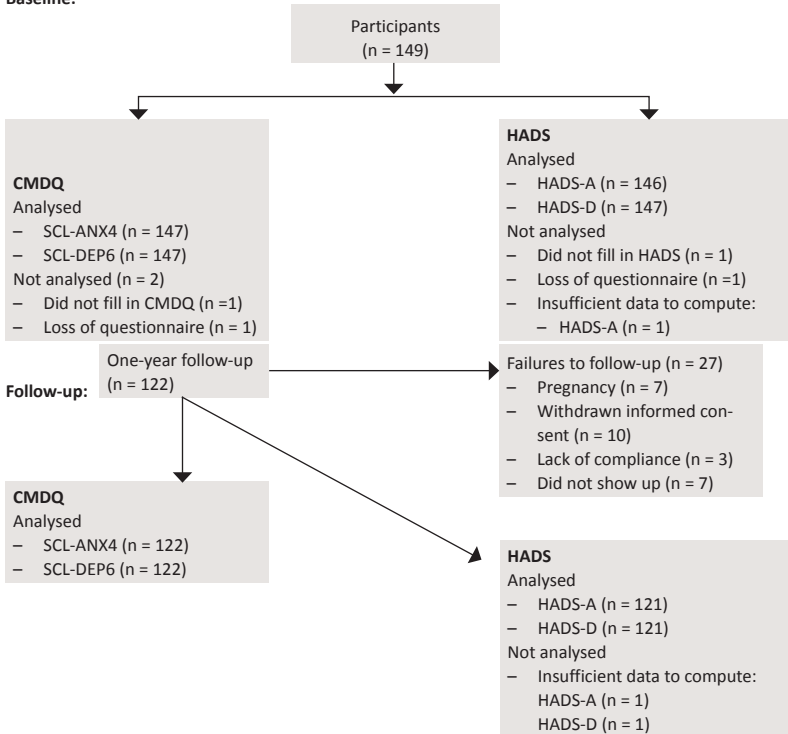 Baseline:
Participants
(n = 149)
CMDQ
Analysed
– SCL-ANX4 (n = 147)
– SCL-DEP6 (n = 147)
Not analysed (n = 2)
– Did not fill in CMDQ (n =1)
– Loss of questionnaire (n = 1)
HADS
Analysed
– HADS-A (n = 146)
– HADS-D (n = 147)
Not analysed
– Did not fill in HADS (n = 1)
– Loss of questionnaire (n =1)
– Insufficient data to compute:
– HADS-A (n = 1)
Follow-up:
One-year follow-up
(n = 122)
Failures to follow-up (n = 27)
– Pregnancy (n = 7)
– Withdrawn informed con-
sent (n = 10)
– Lack of compliance (n = 3)
– Did not show up (n = 7)
CMDQ
Analysed
– SCL-ANX4 (n = 122)
– SCL-DEP6 (n = 122)
HADS
Analysed
– HADS-A (n = 121)
– HADS-D (n = 121)
Not analysed
– Insufficient data to compute:
HADS-A (n = 1)
HADS-D (n = 1)